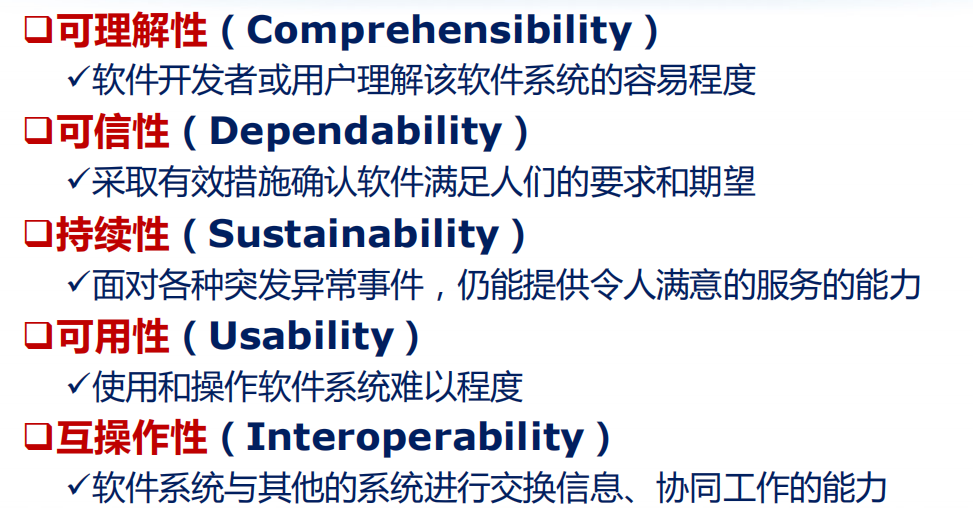 ❑可理解性（Comprehensibility）
✓软件开发者或用户理解该软件系统的容易程度
❑可信性（Dependability）
✓采取有效措施确认软件满足人们的要求和期望
❑持续性（Sustainability）
✓面对各种突发异常事件，仍能提供令人满意的服务的能力
❑可用性（Usability）
✓使用和操作软件系统难以程度
❑互操作性（Interoperability）
✓软件系统与其他的系统进行交换信息、协同工作的能力